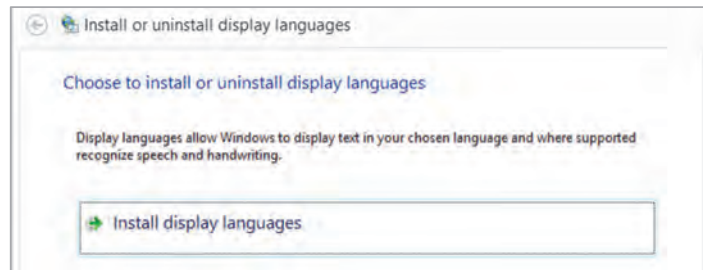 Install or uninstall display languages
Choose to install or uninstall display languages
Display languages allow Windows to display text in your chosen language and where supported
recognize speech and handwriting.
Install display languages